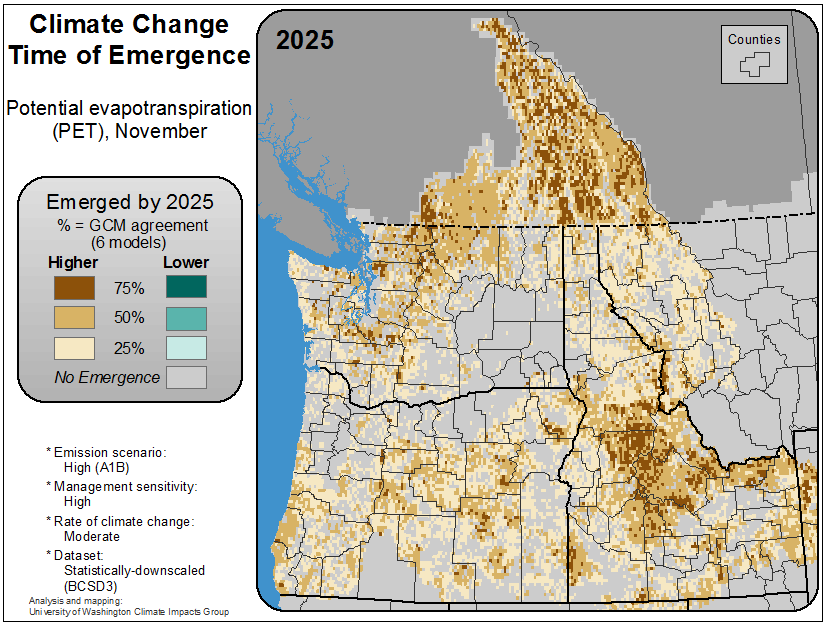 Climate Change
Time of Emergence
Potential evapotranspiration
(PET), November
Emerged by 2025
% = GCM agreement
(6 models)
Higher Lower
75%
50%
25%
No Emergence
* Emission scenario:
High (A1B)
* Management sensitivity:
High
* Rate of climate change:
Moderate
* Dataset:
Statistically-downscaled
(BCSD3)
Analysis and mapping:
University of Washington Climate Impacts Group
2025
Counties